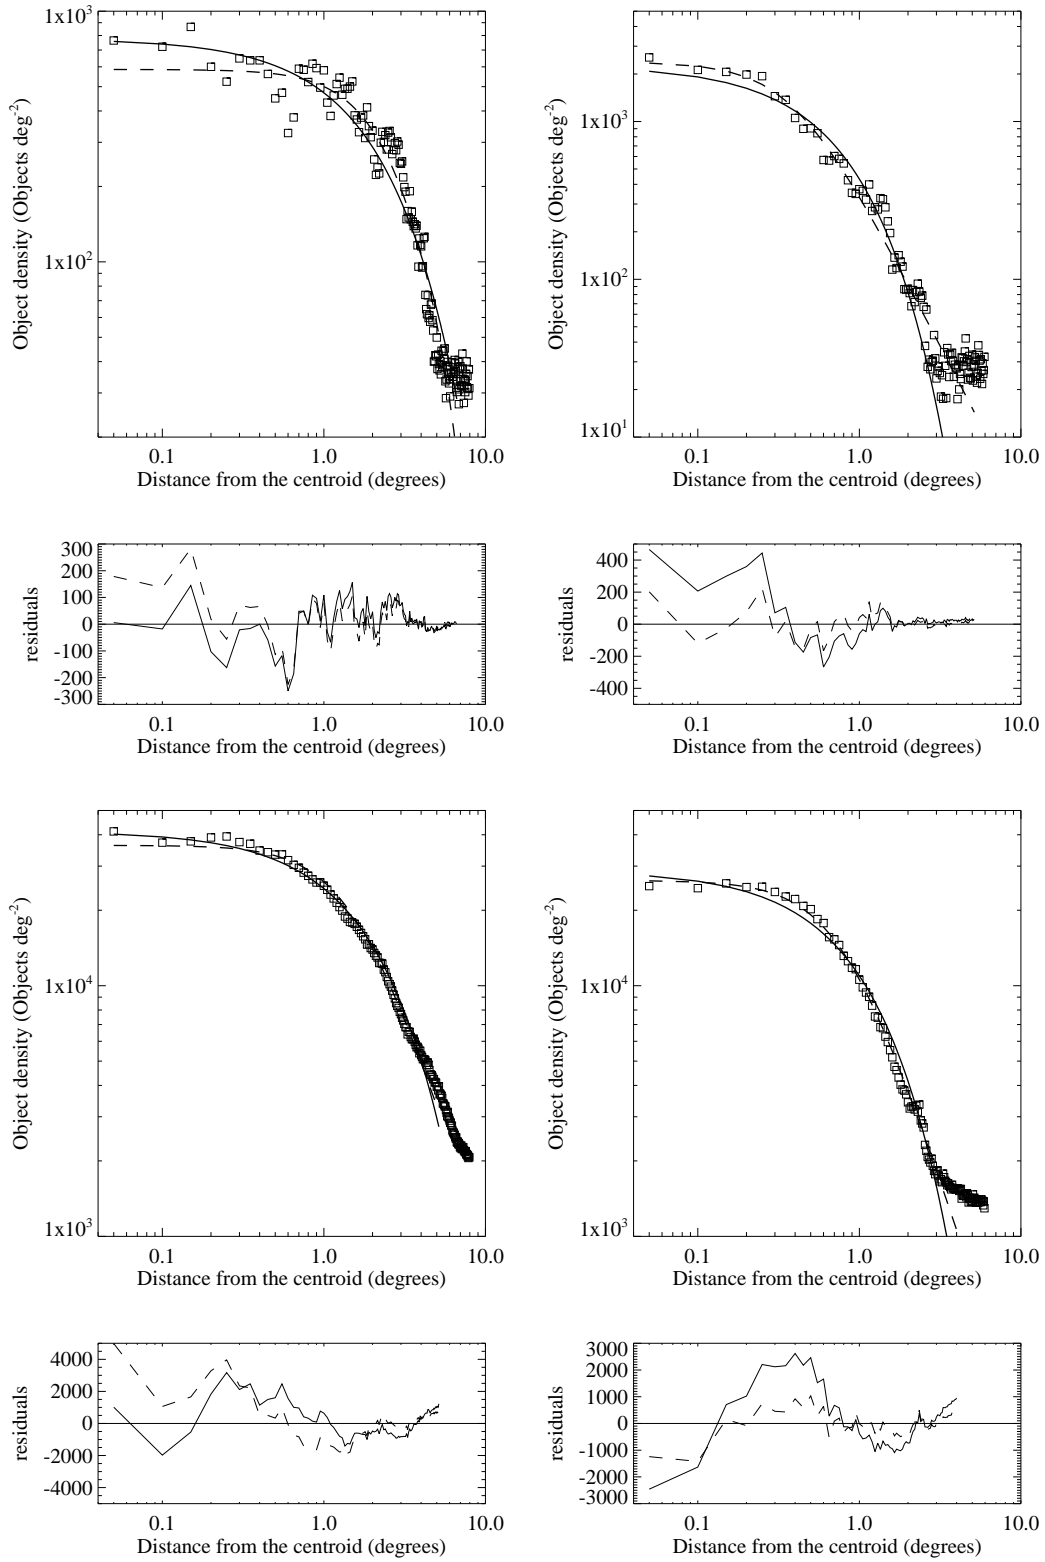 1x10³
1x10²
Object density (Objects deg⁻²)
0.1 1.0 10.0
Distance from the centroid (degrees)
1x10³
1x10²
1x10¹
Object density (Objects deg⁻²)
0.1 1.0 10.0
Distance from the centroid (degrees)
300
200
100
0
-100
-200
-300
residuals
0.1 1.0 10.0
Distance from the centroid (degrees)
400
200
0
-200
-400
residuals
0.1 1.0 10.0
Distance from the centroid (degrees)
1x10⁴
1x10³
Object density (Objects deg⁻²)
0.1 1.0 10.0
Distance from the centroid (degrees)
1x10⁴
1x10³
Object density (Objects deg⁻²)
0.1 1.0 10.0
Distance from the centroid (degrees)
4000
2000
0
-2000
-4000
residuals
0.1 1.0 10.0
Distance from the centroid (degrees)
3000
2000
1000
0
-1000
-2000
-3000
residuals
0.1 1.0 10.0
Distance from the centroid (degrees)